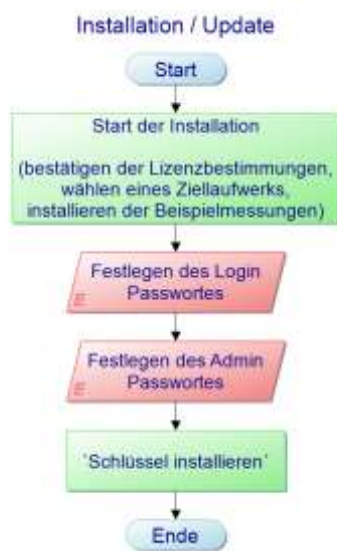 Installation / Update
Start
Start der Installation
(bestätigen der Lizenzbestimmungen,
wählen eines Ziellaufwerks,
installieren der Beispielmessungen)
Festlegen des Login
Passwortes
Festlegen des Admin
Passwortes
´Schlüssel installieren´
Ende